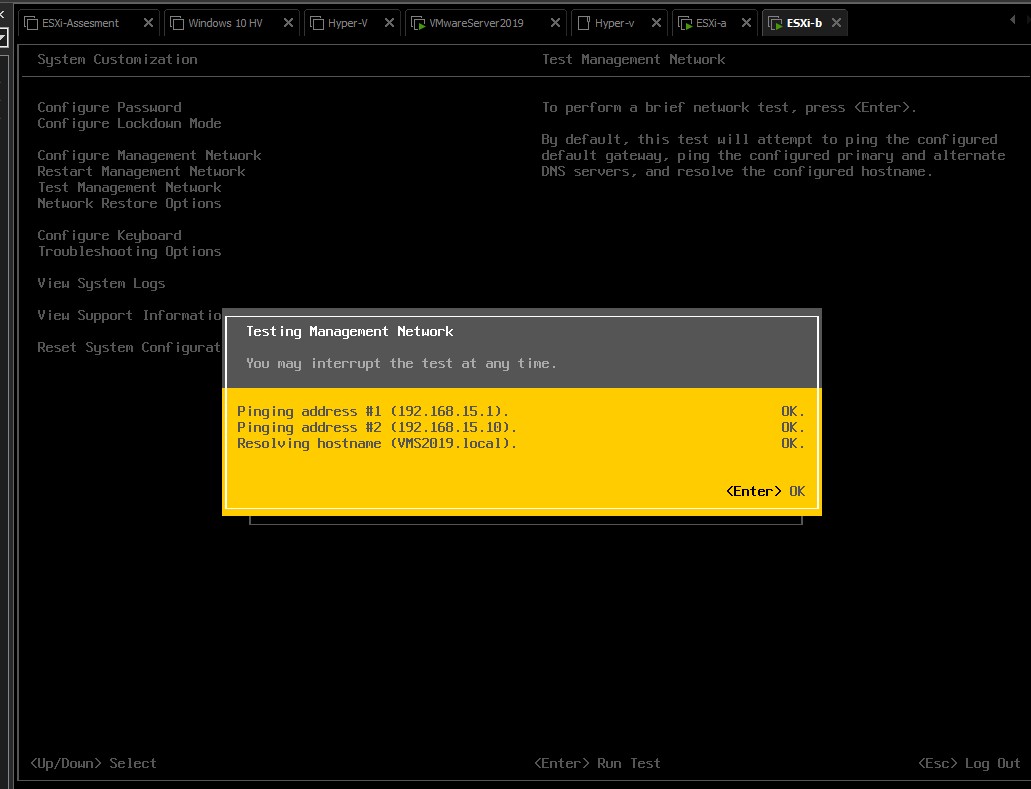 ESXi-Assesment
Windows 10 HV
Hyper-V
VMwareServer2019
Hyper-v
ESXi-a
ESXi-b
System Customization
Test Management Network
Configure Password
Configure Lockdown Mode
Configure Management Network
Restart Management Network
Test Management Network
Network Restore Options
Configure Keyboard
Troubleshooting Options
View System Logs
View Support Informatio
Reset System Configurat
To perform a brief network test, press <Enter>.
By default, this test will attempt to ping the configured
default gateway, ping the configured primary and alternate
DNS servers, and resolve the configured hostname.
Testing Management Network
You may interrupt the test at any time.
Pinging address #1 (192.168.15.1). OK.
Pinging address #2 (192.168.15.10). OK.
Resolving hostname (VMS2019.local). OK.
<Enter> OK
<Up/Down> Select
<Enter> Run Test
<Esc> Log Out